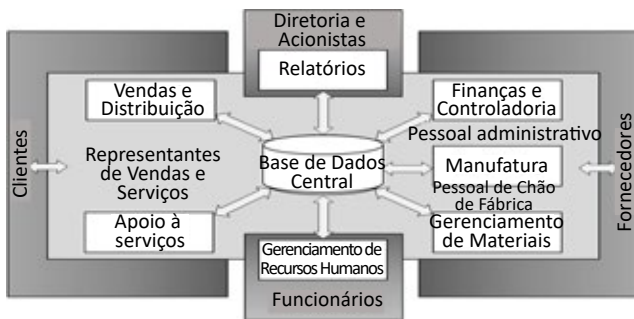 Diretoria e
Acionistas
Relatórios
Vendas e
Distribuição
Finanças e
Controladoria
Pessoal administrativo
Clientes
Representantes
de Vendas e
Serviços
Base de Dados
Central
Manufatura
Pessoal de Chão
de Fábrica
Fornecedores
Apoio à
serviços
Gerenciamento
de Materiais
Gerenciamento de
Recursos Humanos
Funcionários